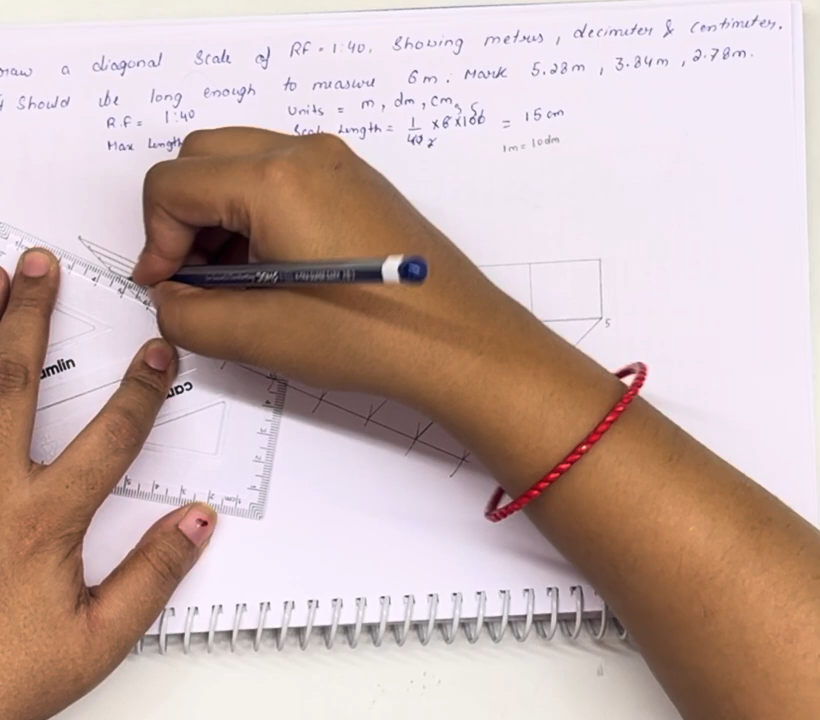 a diagonal Scale of RF = 1:40, Showing metres, decimeter & Centimeter.
Should be long enough to measure 6m. Mark 5.28m, 3.84m, 2.78m.
R.F = 1:40 Units = m, dm, cm
Max Length Scale Length = 1/40 x 6 x 100 = 15 cm
1m = 10dm
5
camlin